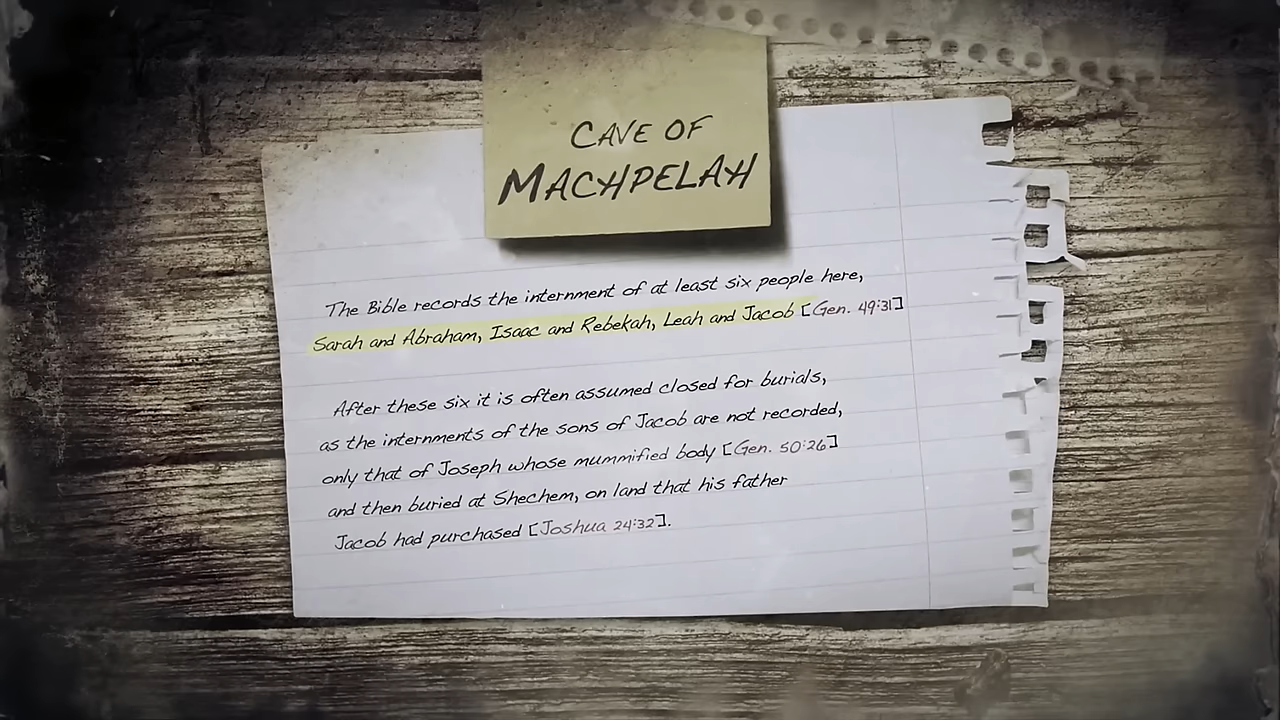 CAVE OF
MACHPELAH
The Bible records the internment of at least six people here,
Sarah and Abraham, Isaac and Rebekah, Leah and Jacob [Gen. 49:31]
After these six it is often assumed closed for burials,
as the internments of the sons of Jacob are not recorded,
only that of Joseph whose mummified body [Gen. 50:26]
and then buried at Shechem, on land that his father
Jacob had purchased [Joshua 24:32].